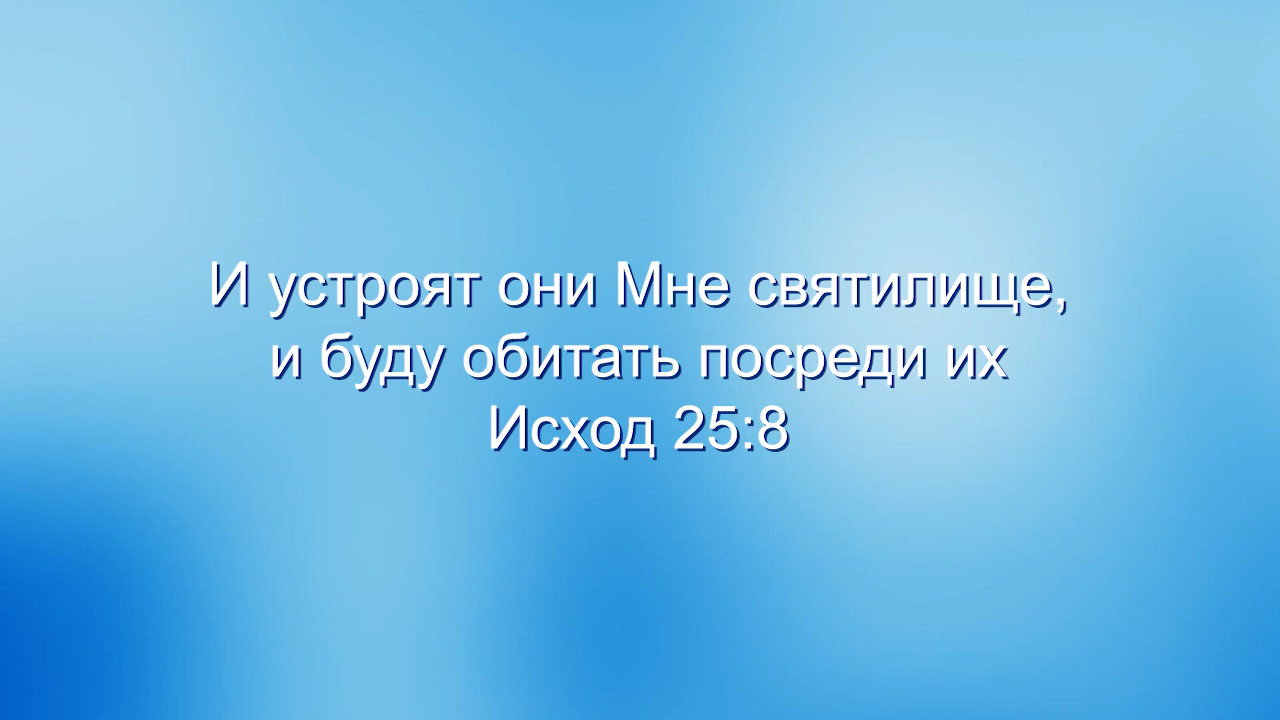 И устроят они Мне святилище,
и буду обитать посреди их
Исход 25:8